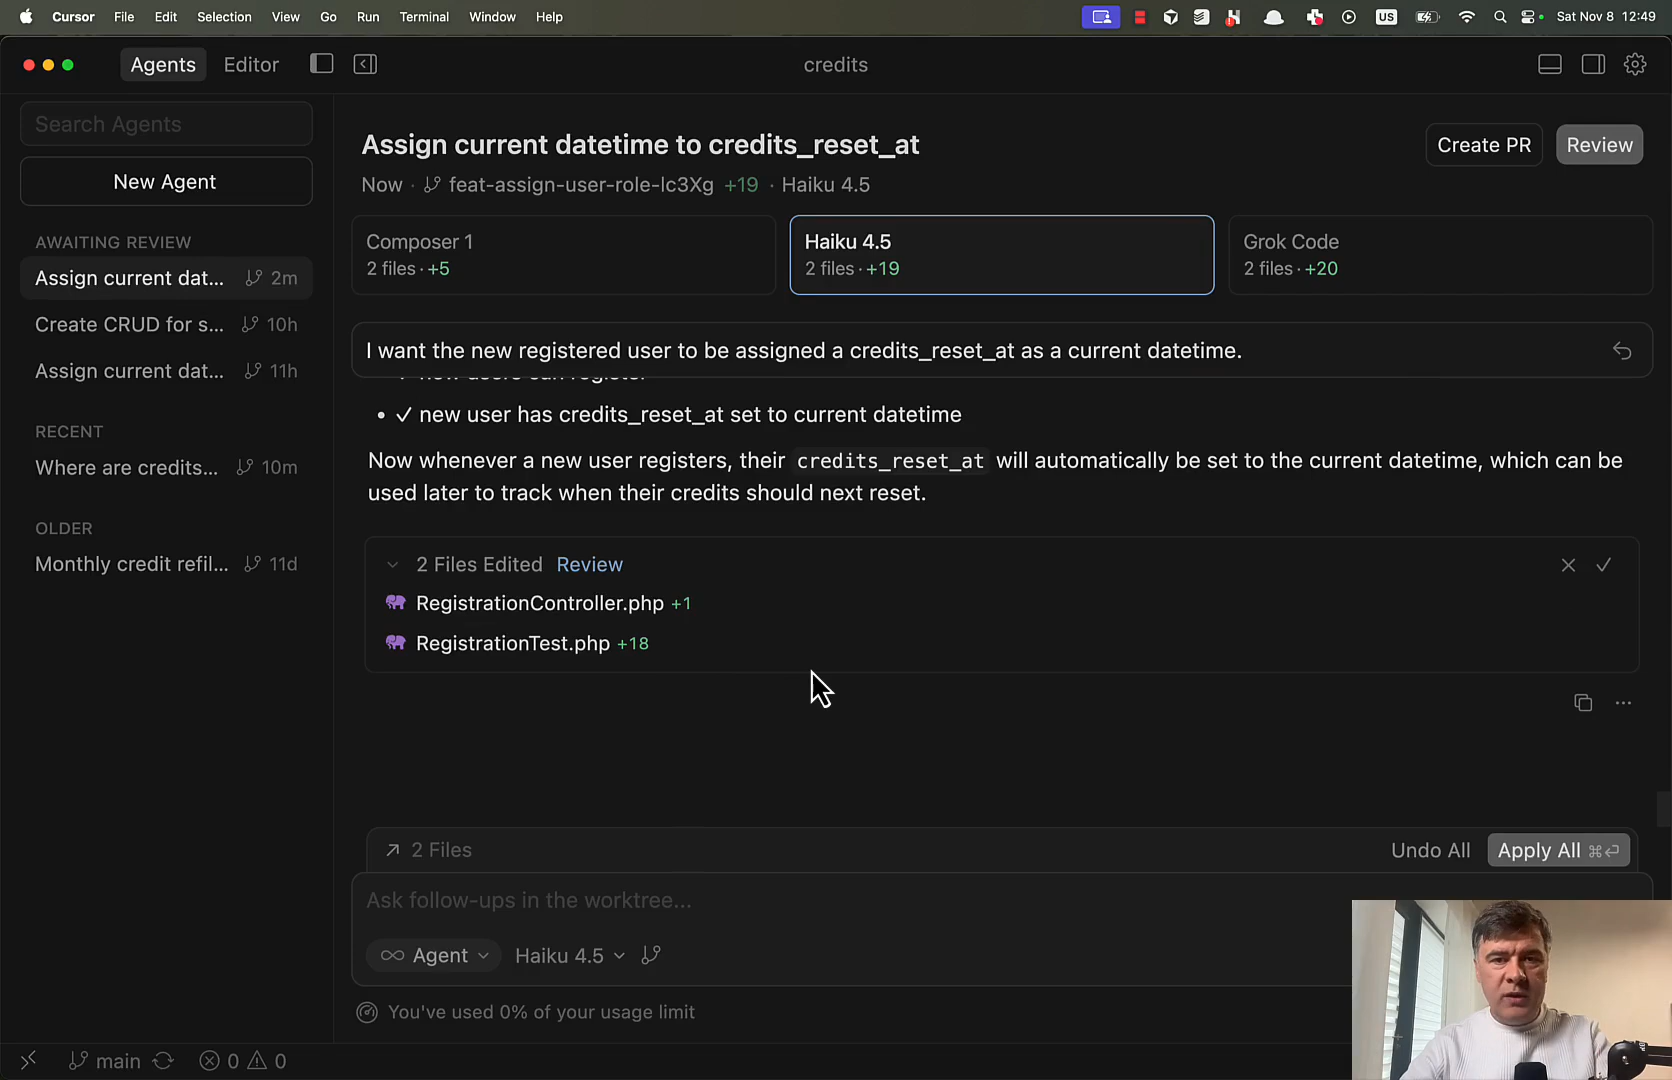 Cursor File Edit Selection View Go Run Terminal Window Help US Sat Nov 8 12:49
Agents Editor credits
Search Agents
New Agent
AWAITING REVIEW
Assign current dat... 2m
Create CRUD for s... 10h
Assign current dat... 11h
RECENT
Where are credits... 10m
OLDER
Monthly credit refil... 11d
Assign current datetime to credits_reset_at
Create PR Review
Now · feat-assign-user-role-lc3Xg +19 · Haiku 4.5
Composer 1
2 files · +5
Haiku 4.5
2 files · +19
Grok Code
2 files · +20
I want the new registered user to be assigned a credits_reset_at as a current datetime.
• ✓ new users can register
• ✓ new user has credits_reset_at set to current datetime
Now whenever a new user registers, their credits_reset_at will automatically be set to the current datetime, which can be
used later to track when their credits should next reset.
2 Files Edited Review
RegistrationController.php +1
RegistrationTest.php +18
2 Files Undo All Apply All ⌘⏎
Ask follow-ups in the worktree...
Agent Haiku 4.5
You've used 0% of your usage limit
main 0 0